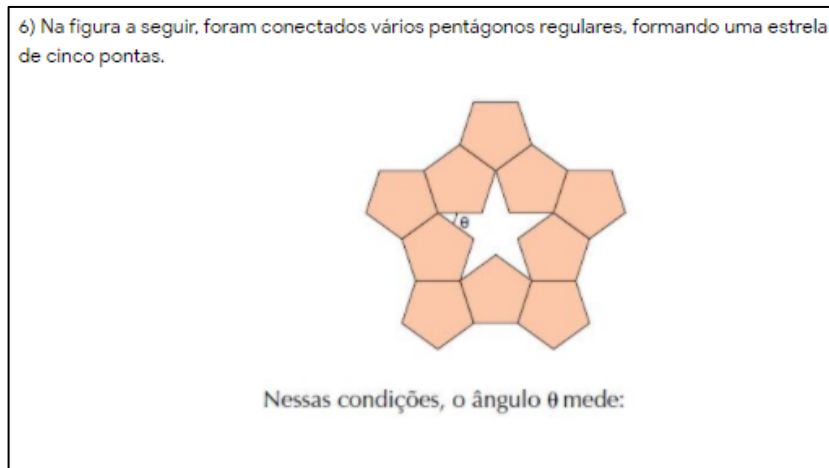 6) Na figura a seguir, foram conectados vários pentágonos regulares, formando uma estrela
de cinco pontas.
θ
Nessas condições, o ângulo θ mede: